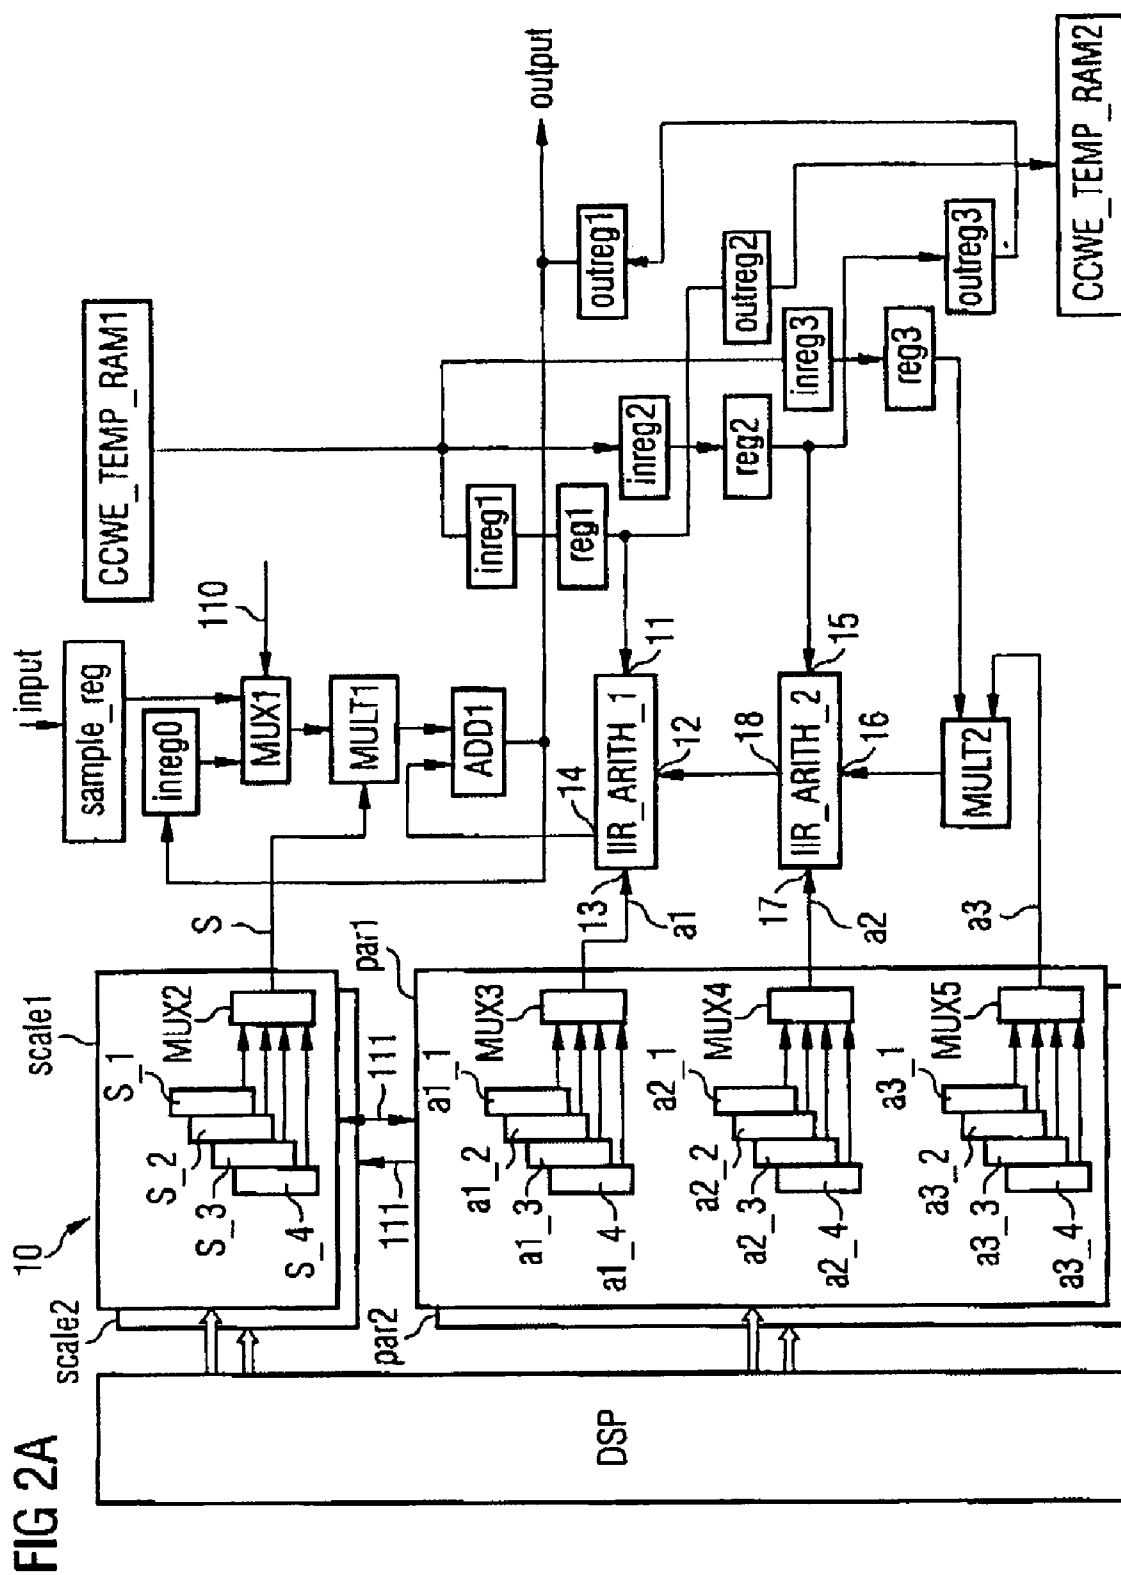 FIG 2A
DSP
10
scale1
scale2
S_1
S_2
S_3
S_4
MUX2
S
111
111
par1
par2
a1_1
a1_2
a1_3
a1_4
MUX3
a1
a2_1
a2_2
a2_3
a2_4
MUX4
a2
a3_1
a3_2
a3_3
a3_4
MUX5
a3
input
sample_reg
inreg0
MUX1
110
MULT1
ADD1
14
13
IIR_ARITH_1
11
12
18
17
IIR_ARITH_2
15
16
MULT2
CCWE_TEMP_RAM1
inreg1
reg1
inreg2
reg2
inreg3
reg3
output
outreg1
outreg2
outreg3
CCWE_TEMP_RAM2